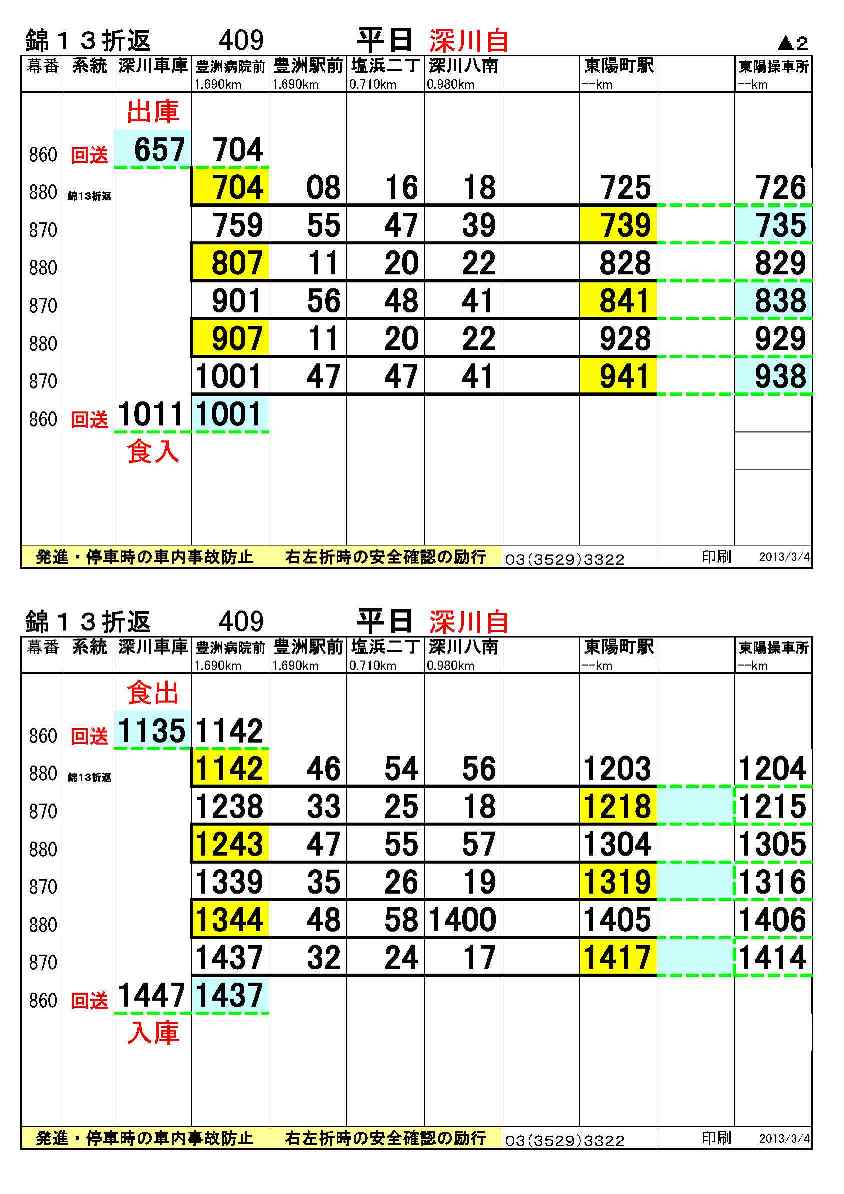 錦１３折返 409 平日 深川自 ▲2
幕番 系統 深川車庫 豊洲病院前 豊洲駅前 塩浜二丁 深川八南 東陽町駅 東陽操車所
1.690km 1.690km 0.710km 0.980km --km --km
出庫
860 回送 657 704
880 錦13折返 704 08 16 18 725 726
870 759 55 47 39 739 735
880 807 11 20 22 828 829
870 901 56 48 41 841 838
880 907 11 20 22 928 929
870 1001 47 47 41 941 938
860 回送 1011 1001
食入
発進・停車時の車内事故防止 右左折時の安全確認の励行 03(3529)3322 印刷 2013/3/4
錦１３折返 409 平日 深川自
幕番 系統 深川車庫 豊洲病院前 豊洲駅前 塩浜二丁 深川八南 東陽町駅 東陽操車所
1.690km 1.690km 0.710km 0.980km --km --km
食出
860 回送 1135 1142
880 錦13折返 1142 46 54 56 1203 1204
870 1238 33 25 18 1218 1215
880 1243 47 55 57 1304 1305
870 1339 35 26 19 1319 1316
880 1344 48 58 1400 1405 1406
870 1437 32 24 17 1417 1414
860 回送 1447 1437
入庫
発進・停車時の車内事故防止 右左折時の安全確認の励行 03(3529)3322 印刷 2013/3/4